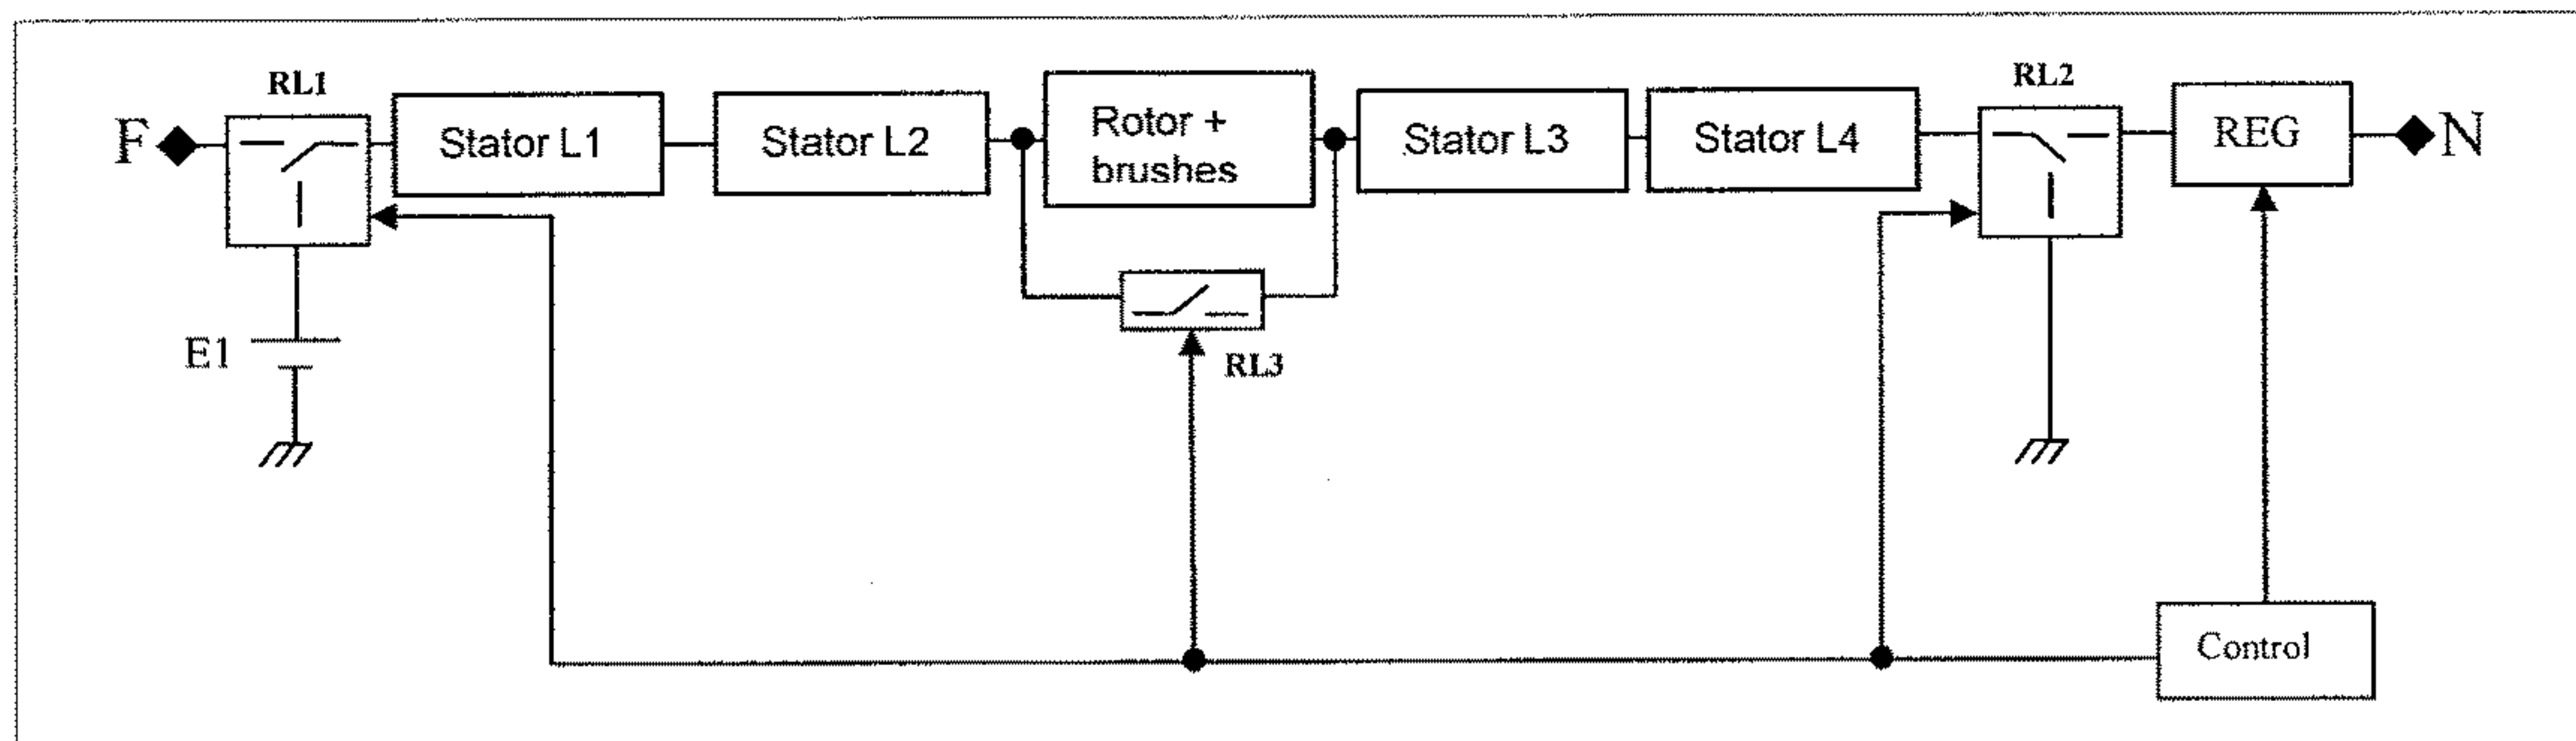 RL1
RL2
F
Stator L1
Stator L2
Rotor +
brushes
Stator L3
Stator L4
REG
N
E1
RL3
Control